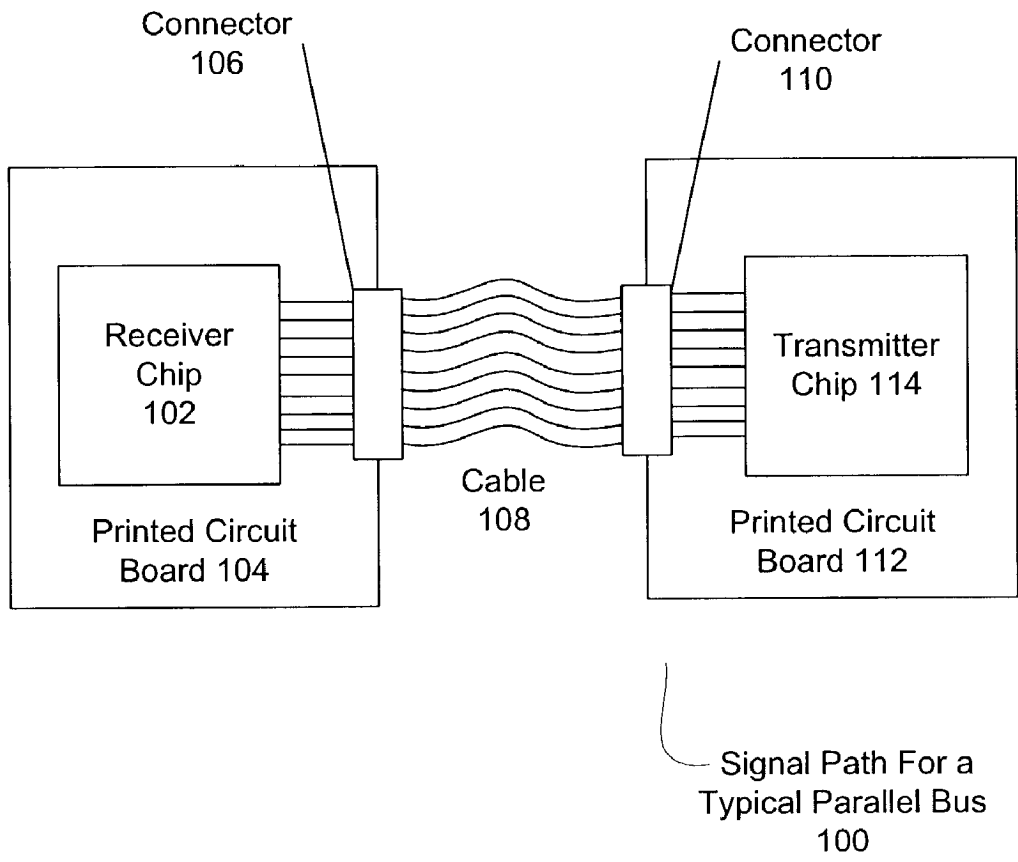 Connector
106
Connector
110
Receiver
Chip
102
Transmitter
Chip 114
Cable
108
Printed Circuit
Board 104
Printed Circuit
Board 112
Signal Path For a
Typical Parallel Bus
100